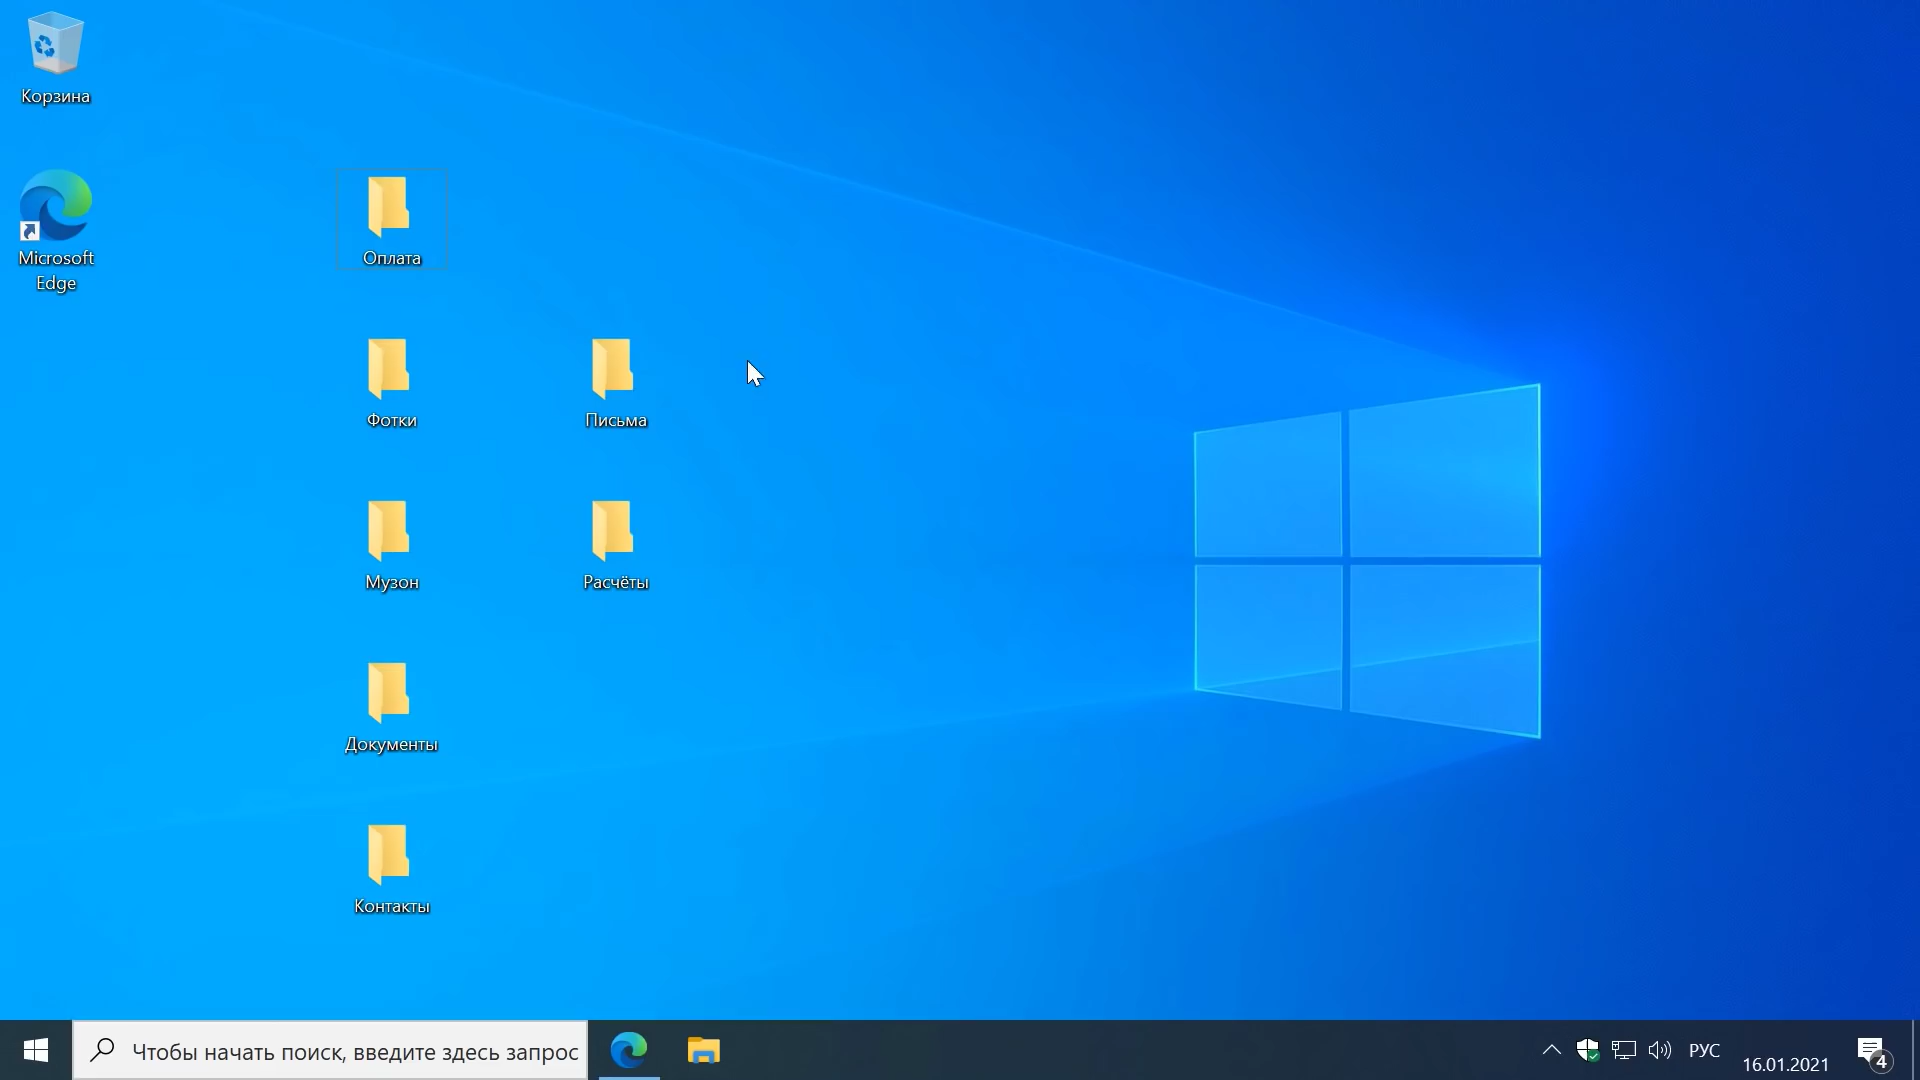 Корзина
Microsoft
Edge
Оплата
Фотки
Письма
Музон
Расчёты
Документы
Контакты
Чтобы начать поиск, введите здесь запрос
РУС
16.01.2021
4